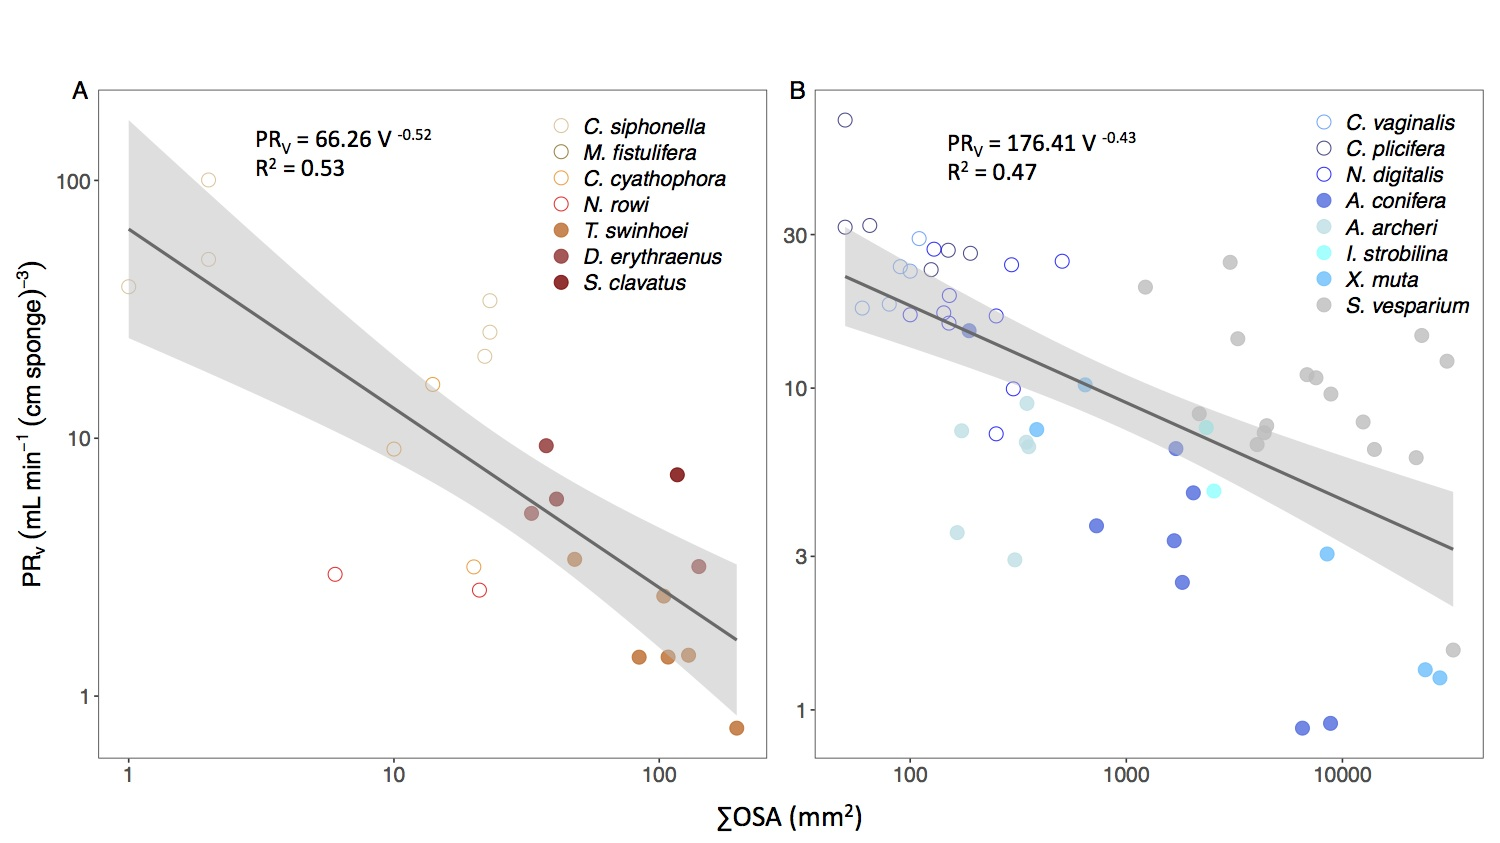 A
PRV = 66.26 V -0.52
R2 = 0.53
C. siphonella
M. fistulifera
C. cyathophora
N. rowi
T. swinhoei
D. erythraenus
S. clavatus
100
10
1
1
10
100
PRv (mL min−1 (cm sponge)−3)
B
PRV = 176.41 V -0.43
R2 = 0.47
C. vaginalis
C. plicifera
N. digitalis
A. conifera
A. archeri
I. strobilina
X. muta
S. vesparium
30
10
3
1
100
1000
10000
∑OSA (mm2)